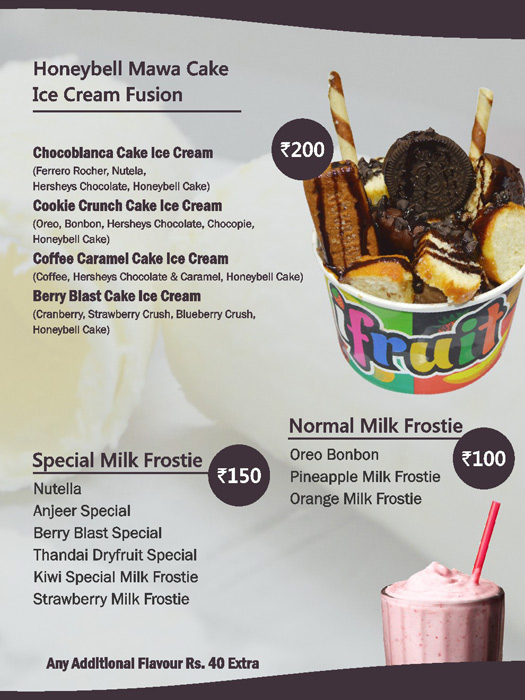 Honeybell Mawa Cake
Ice Cream Fusion
₹200
Chocoblanca Cake Ice Cream
(Ferrero Rocher, Nutela,
Hersheys Chocolate, Honeybell Cake)
Cookie Crunch Cake Ice Cream
(Oreo, Bonbon, Hersheys Chocolate, Chocopie,
Honeybell Cake)
Coffee Caramel Cake Ice Cream
(Coffee, Hersheys Chocolate & Caramel, Honeybell Cake)
Berry Blast Cake Ice Cream
(Cranberry, Strawberry Crush, Blueberry Crush,
Honeybell Cake)
OREO
fruit
Normal Milk Frostie
₹100
Oreo Bonbon
Pineapple Milk Frostie
Orange Milk Frostie
Special Milk Frostie
₹150
Nutella
Anjeer Special
Berry Blast Special
Thandai Dryfruit Special
Kiwi Special Milk Frostie
Strawberry Milk Frostie
Any Additional Flavour Rs. 40 Extra